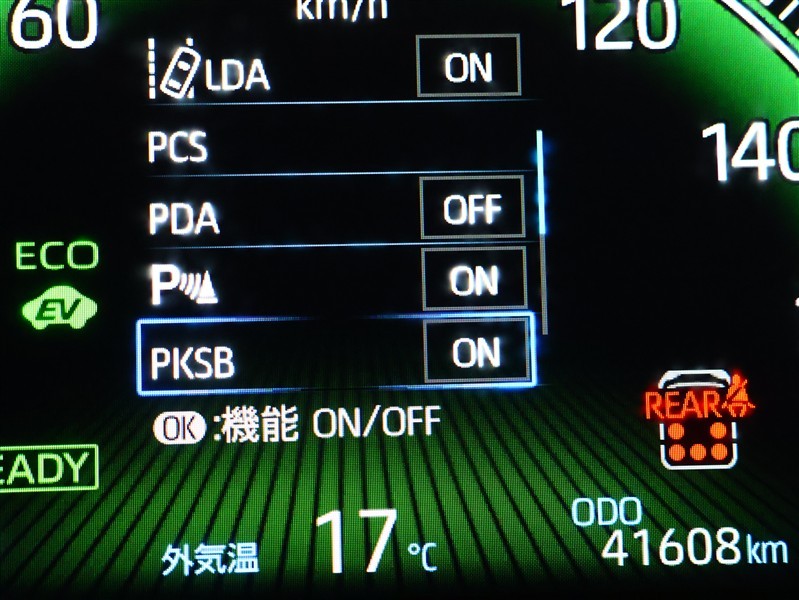 60
km/h
120
LDA ON
140
PCS
PDA OFF
ECO
EV
P ON
PKSB ON
REAR
OK :機能 ON/OFF
EADY
ODO
41608 km
外気温 17 ℃